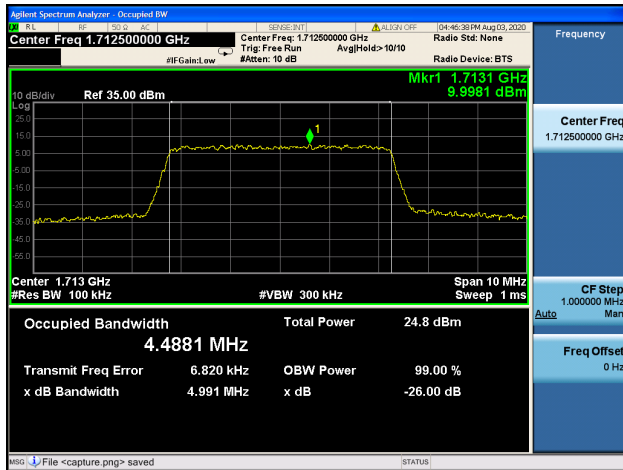 Agilent Spectrum Analyzer - Occupied BW
RL RF 50 Ω AC SENSE:INT ALIGN OFF 04:46:38 PM Aug 03, 2020
Center Freq 1.712500000 GHz
Center Freq: 1.712500000 GHz
Radio Std: None
Trig: Free Run Avg|Hold:>10/10
#IFGain:Low #Atten: 10 dB Radio Device: BTS
Mkr1 1.7131 GHz
9.9981 dBm
10 dB/div Ref 35.00 dBm
Log
25.0
15.0
5.00
-5.00
-15.0
-25.0
-35.0
-45.0
-55.0
1
Center 1.713 GHz Span 10 MHz
#Res BW 100 kHz #VBW 300 kHz Sweep 1 ms
Occupied Bandwidth Total Power 24.8 dBm
4.4881 MHz
Transmit Freq Error 6.820 kHz OBW Power 99.00 %
x dB Bandwidth 4.991 MHz x dB -26.00 dB
MSG File <capture.png> saved STATUS
Frequency
Center Freq
1.712500000 GHz
CF Step
1.000000 MHz
Auto Man
Freq Offset
0 Hz